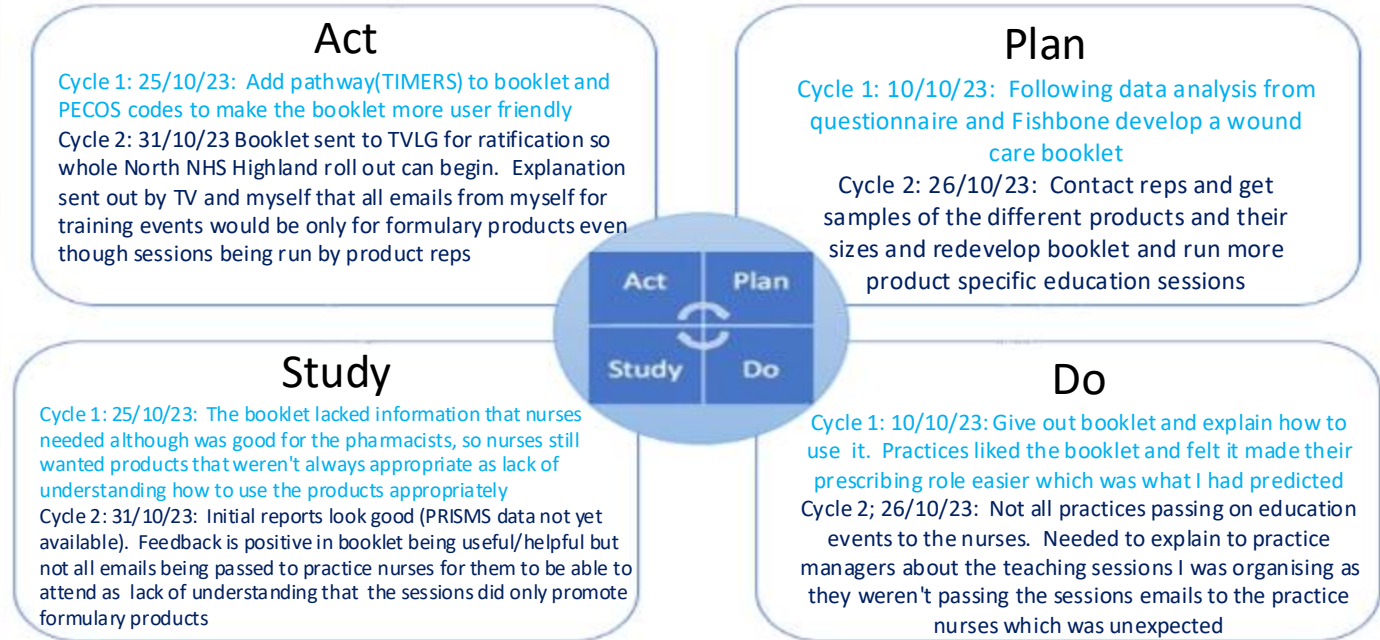 Act
Cycle 1: 25/10/23:  Add pathway(TIMERS) to booklet and
PECOS codes to make the booklet more user friendly
Cycle 2: 31/10/23 Booklet sent to TVLG for ratification so
whole North NHS Highland roll out can begin.  Explanation
sent out by TV and myself that all emails from myself for
training events would be only for formulary products even
though sessions being run by product reps
Plan
Cycle 1: 10/10/23:  Following data analysis from
questionnaire and Fishbone develop a wound
care booklet
Cycle 2: 26/10/23:  Contact reps and get
samples of the different products and their
sizes and redevelop booklet and run more
product specific education sessions
Act
Plan
Study
Do
Study
Cycle 1: 25/10/23:  The booklet lacked information that nurses
needed although was good for the pharmacists, so nurses still
wanted products that weren't always appropriate as lack of
understanding how to use the products appropriately
Cycle 2: 31/10/23:  Initial reports look good (PRISMS data not yet
available).  Feedback is positive in booklet being useful/helpful but
not all emails being passed to practice nurses for them to be able to
attend as  lack of understanding that  the sessions did only promote
formulary products
Do
Cycle 1: 10/10/23: Give out booklet and explain how to
use  it.  Practices liked the booklet and felt it made their
prescribing role easier which was what I had predicted
Cycle 2; 26/10/23:  Not all practices passing on education
events to the nurses.  Needed to explain to practice
managers about the teaching sessions I was organising as
they weren't passing the sessions emails to the practice
nurses which was unexpected